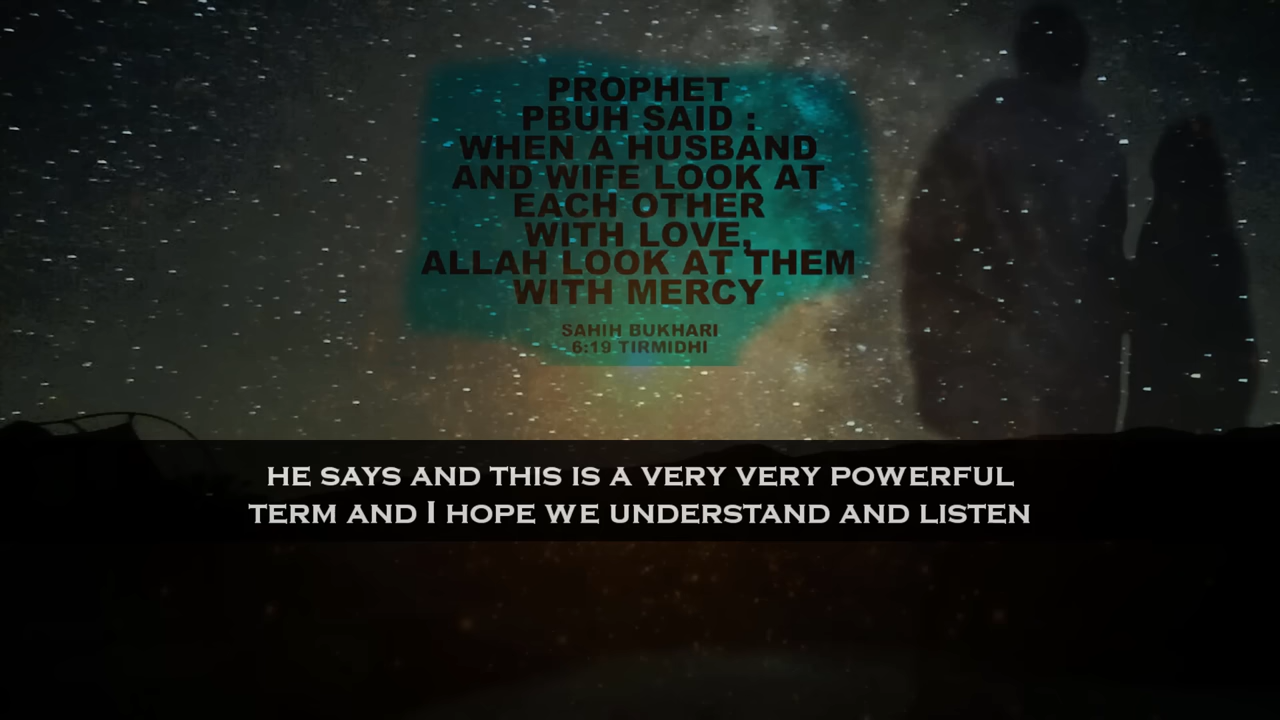 PROPHET
PBUH SAID :
WHEN A HUSBAND
AND WIFE LOOK AT
EACH OTHER
WITH LOVE,
ALLAH LOOK AT THEM
WITH MERCY
SAHIH BUKHARI
6:19 TIRMIDHI
HE SAYS AND THIS IS A VERY VERY POWERFUL
TERM AND I HOPE WE UNDERSTAND AND LISTEN